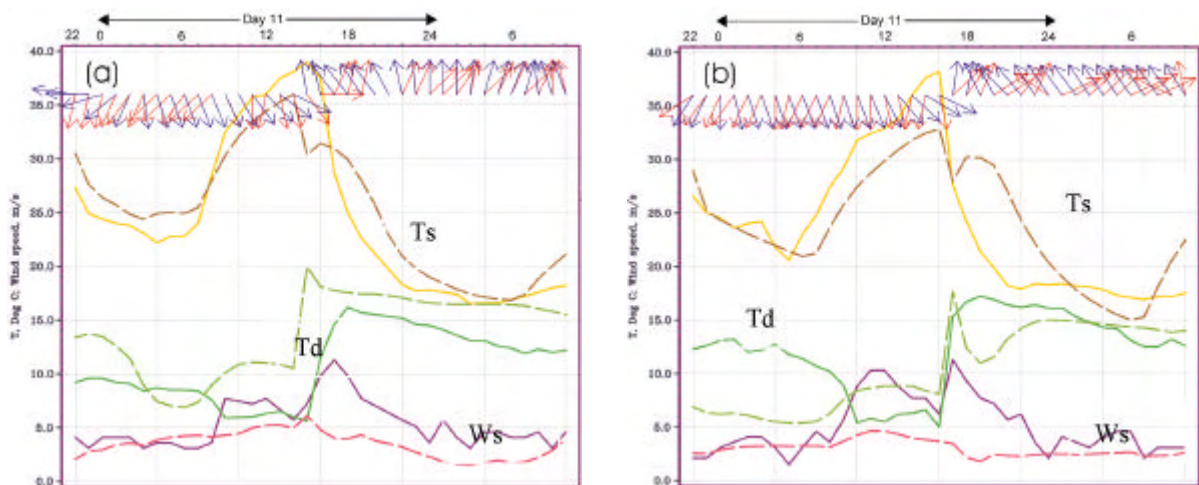 Day 11
22 0 6 12 18 24 6
(a)
40.0
35.0
30.0
25.0
20.0
15.0
10.0
5.0
0.0
T, Deg C; Wind speed, m/s
Ts
Td
Ws
Day 11
22 0 6 12 18 24 6
(b)
40.0
35.0
30.0
25.0
20.0
15.0
10.0
5.0
0.0
T, Deg C; Wind speed, m/s
Ts
Td
Ws